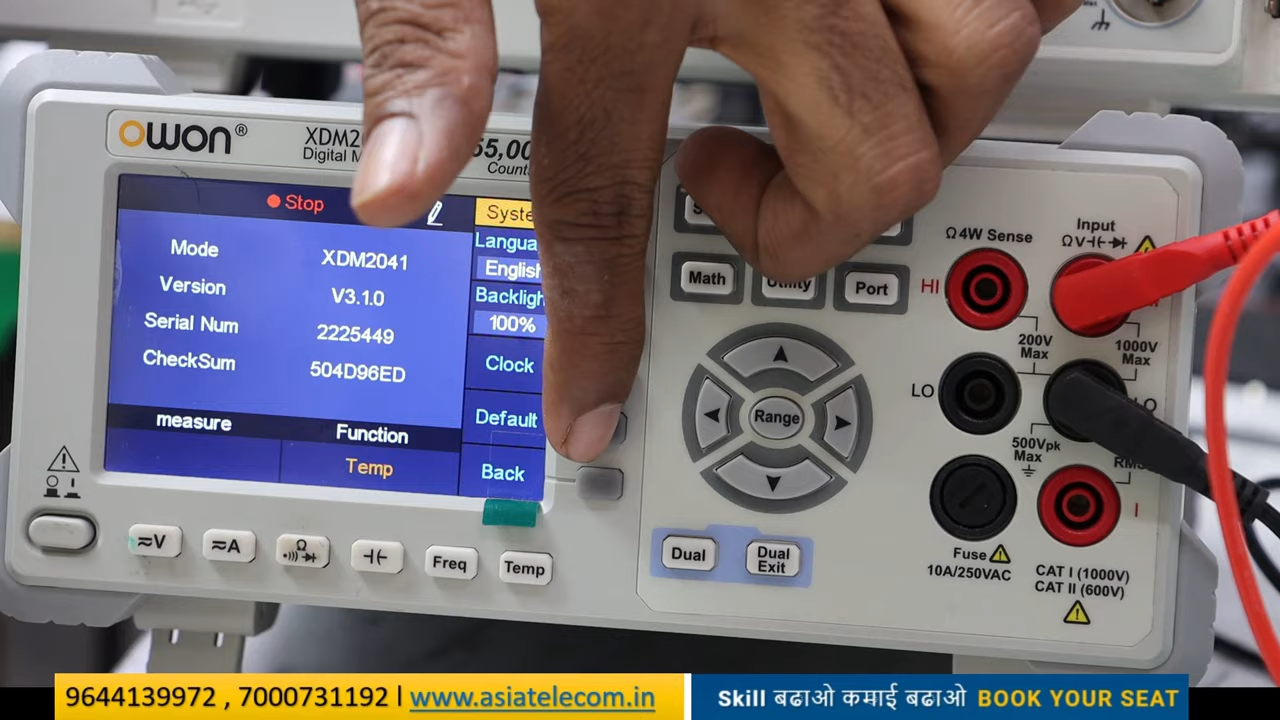 OWON®
XDM2
Digital M
55,00
Counts
Stop
Mode XDM2041
Version V3.1.0
Serial Num 2225449
CheckSum 504D96ED
measure Function
Temp
Syste
Langua
English
Backligh
100%
Clock
Default
Back
≂V
≂A
Ω
Freq
Temp
Math
Utility
Port
Range
Dual
Dual
Exit
Ω4W Sense
Input
ΩV
HI
200V
Max
1000V
Max
LO
500Vpk
Max
RMS
I
Fuse
10A/250VAC
CAT I (1000V)
CAT II (600V)
9644139972 , 7000731192 l www.asiatelecom.in
Skill बढाओ कमाई बढाओ BOOK YOUR SEAT